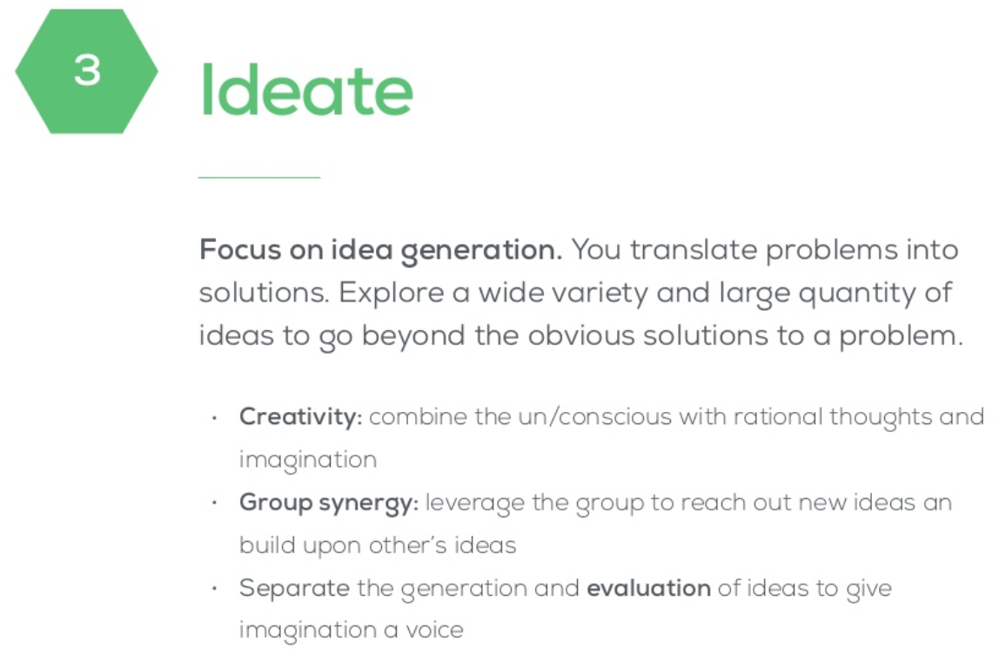 3
Ideate
Focus on idea generation. You translate problems into
solutions. Explore a wide variety and large quantity of
ideas to go beyond the obvious solutions to a problem.
· Creativity: combine the un/conscious with rational thoughts and
imagination
· Group synergy: leverage the group to reach out new ideas an
build upon other's ideas
· Separate the generation and evaluation of ideas to give
imagination a voice